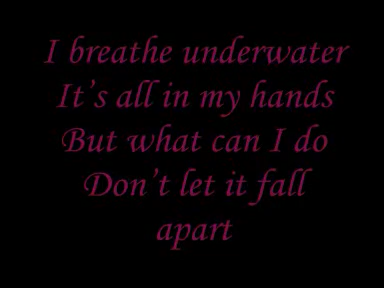 I breathe underwater
It's all in my hands
But what can I do
Don't let it fall
apart